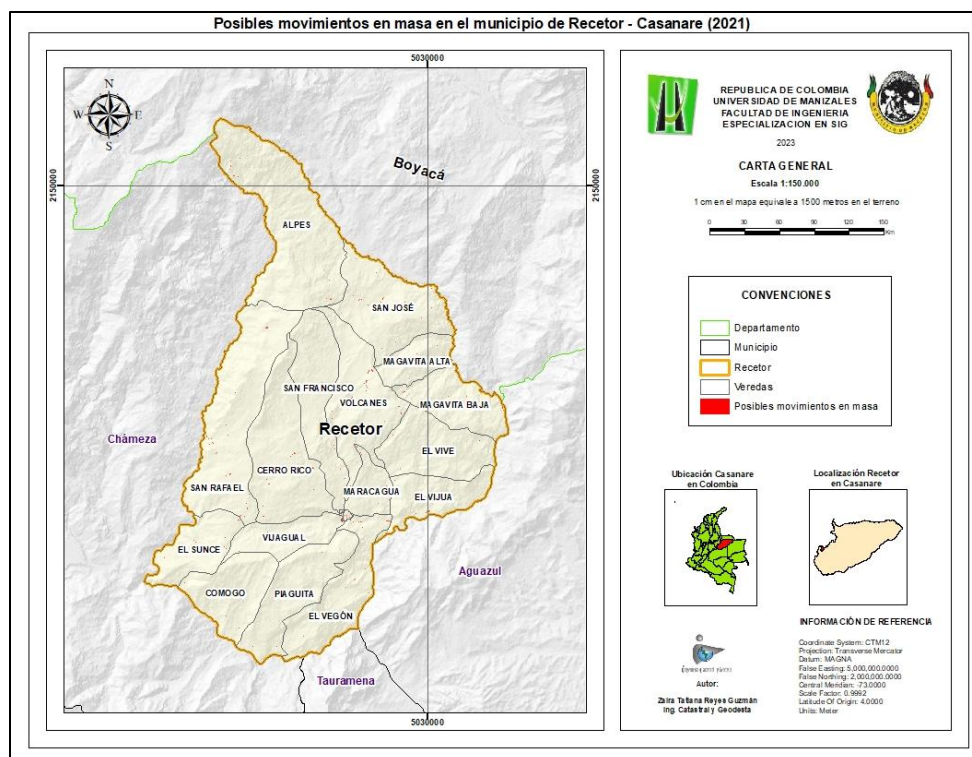 Posibles movimientos en masa en el municipio de Recetor - Casanare (2021)
5030000
N
W E
S
Boyacá
2150000
2150000
ALPES
SAN JOSÉ
MAGAVITA ALTA
SAN FRANCISCO
VOLCANES
MAGAVITA BAJA
Recetor
Chámeza
EL VIVE
CERRO RICO
SAN RAFAEL
MARACAGUA
EL VIJUA
VIJAGUAL
EL SUNCE
Aguazul
COMOGO
PIAGUITA
EL VEGÓN
Tauramena
5030000
REPUBLICA DE COLOMBIA
UNIVERSIDAD DE MANIZALES
FACULTAD DE INGENIERIA
ESPECIALIZACION EN SIG
2023
CARTA GENERAL
Escala 1:150.000
1 cm en el mapa equivale a 1500 metros en el terreno
0 30 60 90 120 150
Km
CONVENCIONES
Departamento
Municipio
Recetor
Veredas
Posibles movimientos en masa
Ubicación Casanare
en Colombia
Localización Recetor
en Casanare
Autor:
Zaira Tatiana Reyes Guzmán
Ing. Catastral y Geodesta
INFORMACIÓN DE REFERENCIA
Coordinate System: CTM12
Projection: Transverse Mercator
Datum: MAGNA
False Easting: 5,000,000.0000
False Northing: 2,000,000.0000
Central Meridian: -73.0000
Scale Factor: 0.9992
Latitude Of Origin: 4.0000
Units: Meter